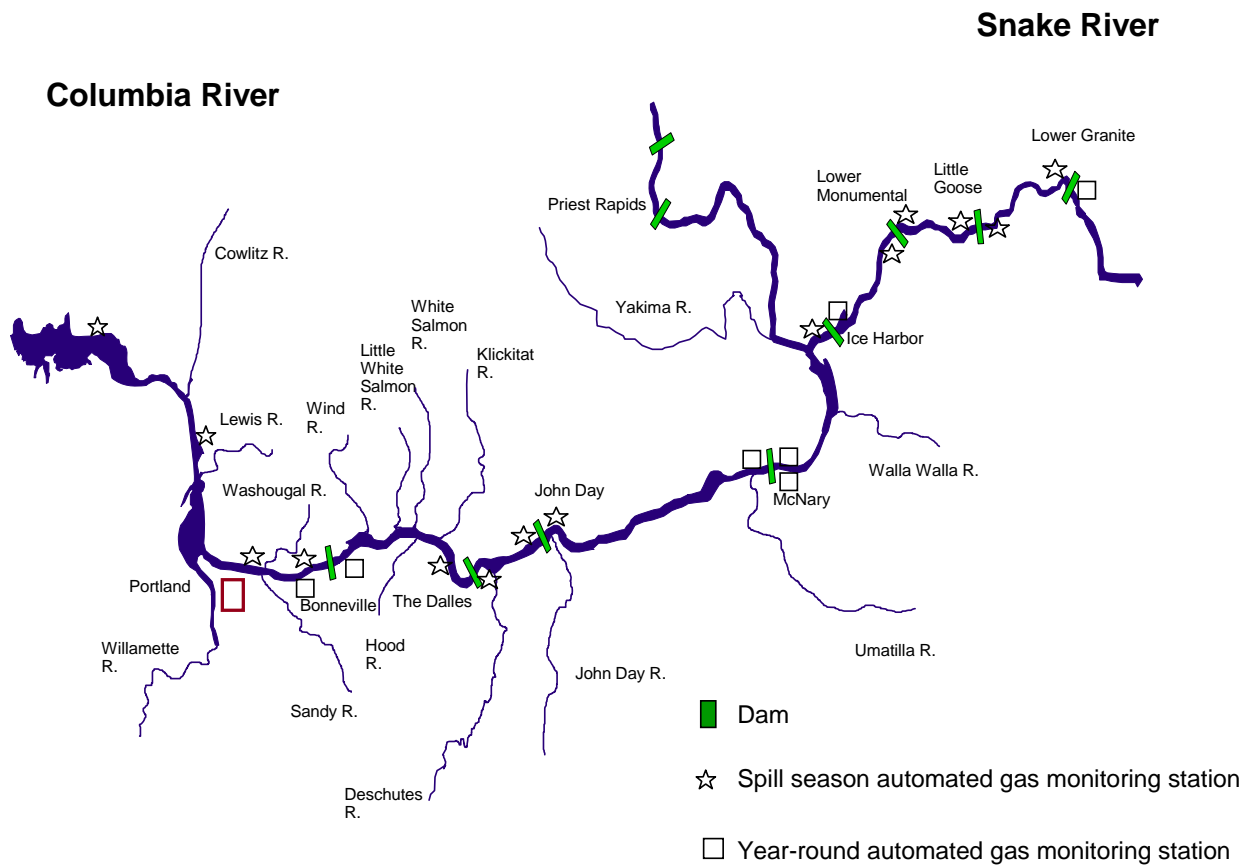 Snake River
Columbia River
Lower Granite
Little
Goose
Lower
Monumental
Priest Rapids
Cowlitz R.
White
Salmon
R.
Yakima R.
Ice Harbor
Little
White
Salmon
R.
Klickitat
R.
Lewis R.
Wind
R.
Walla Walla R.
Washougal R.
John Day
McNary
Portland
Bonneville
The Dalles
Willamette
R.
Hood
R.
Umatilla R.
John Day R.
Sandy R.
Deschutes
R.
Dam
Spill season automated gas monitoring station
Year-round automated gas monitoring station